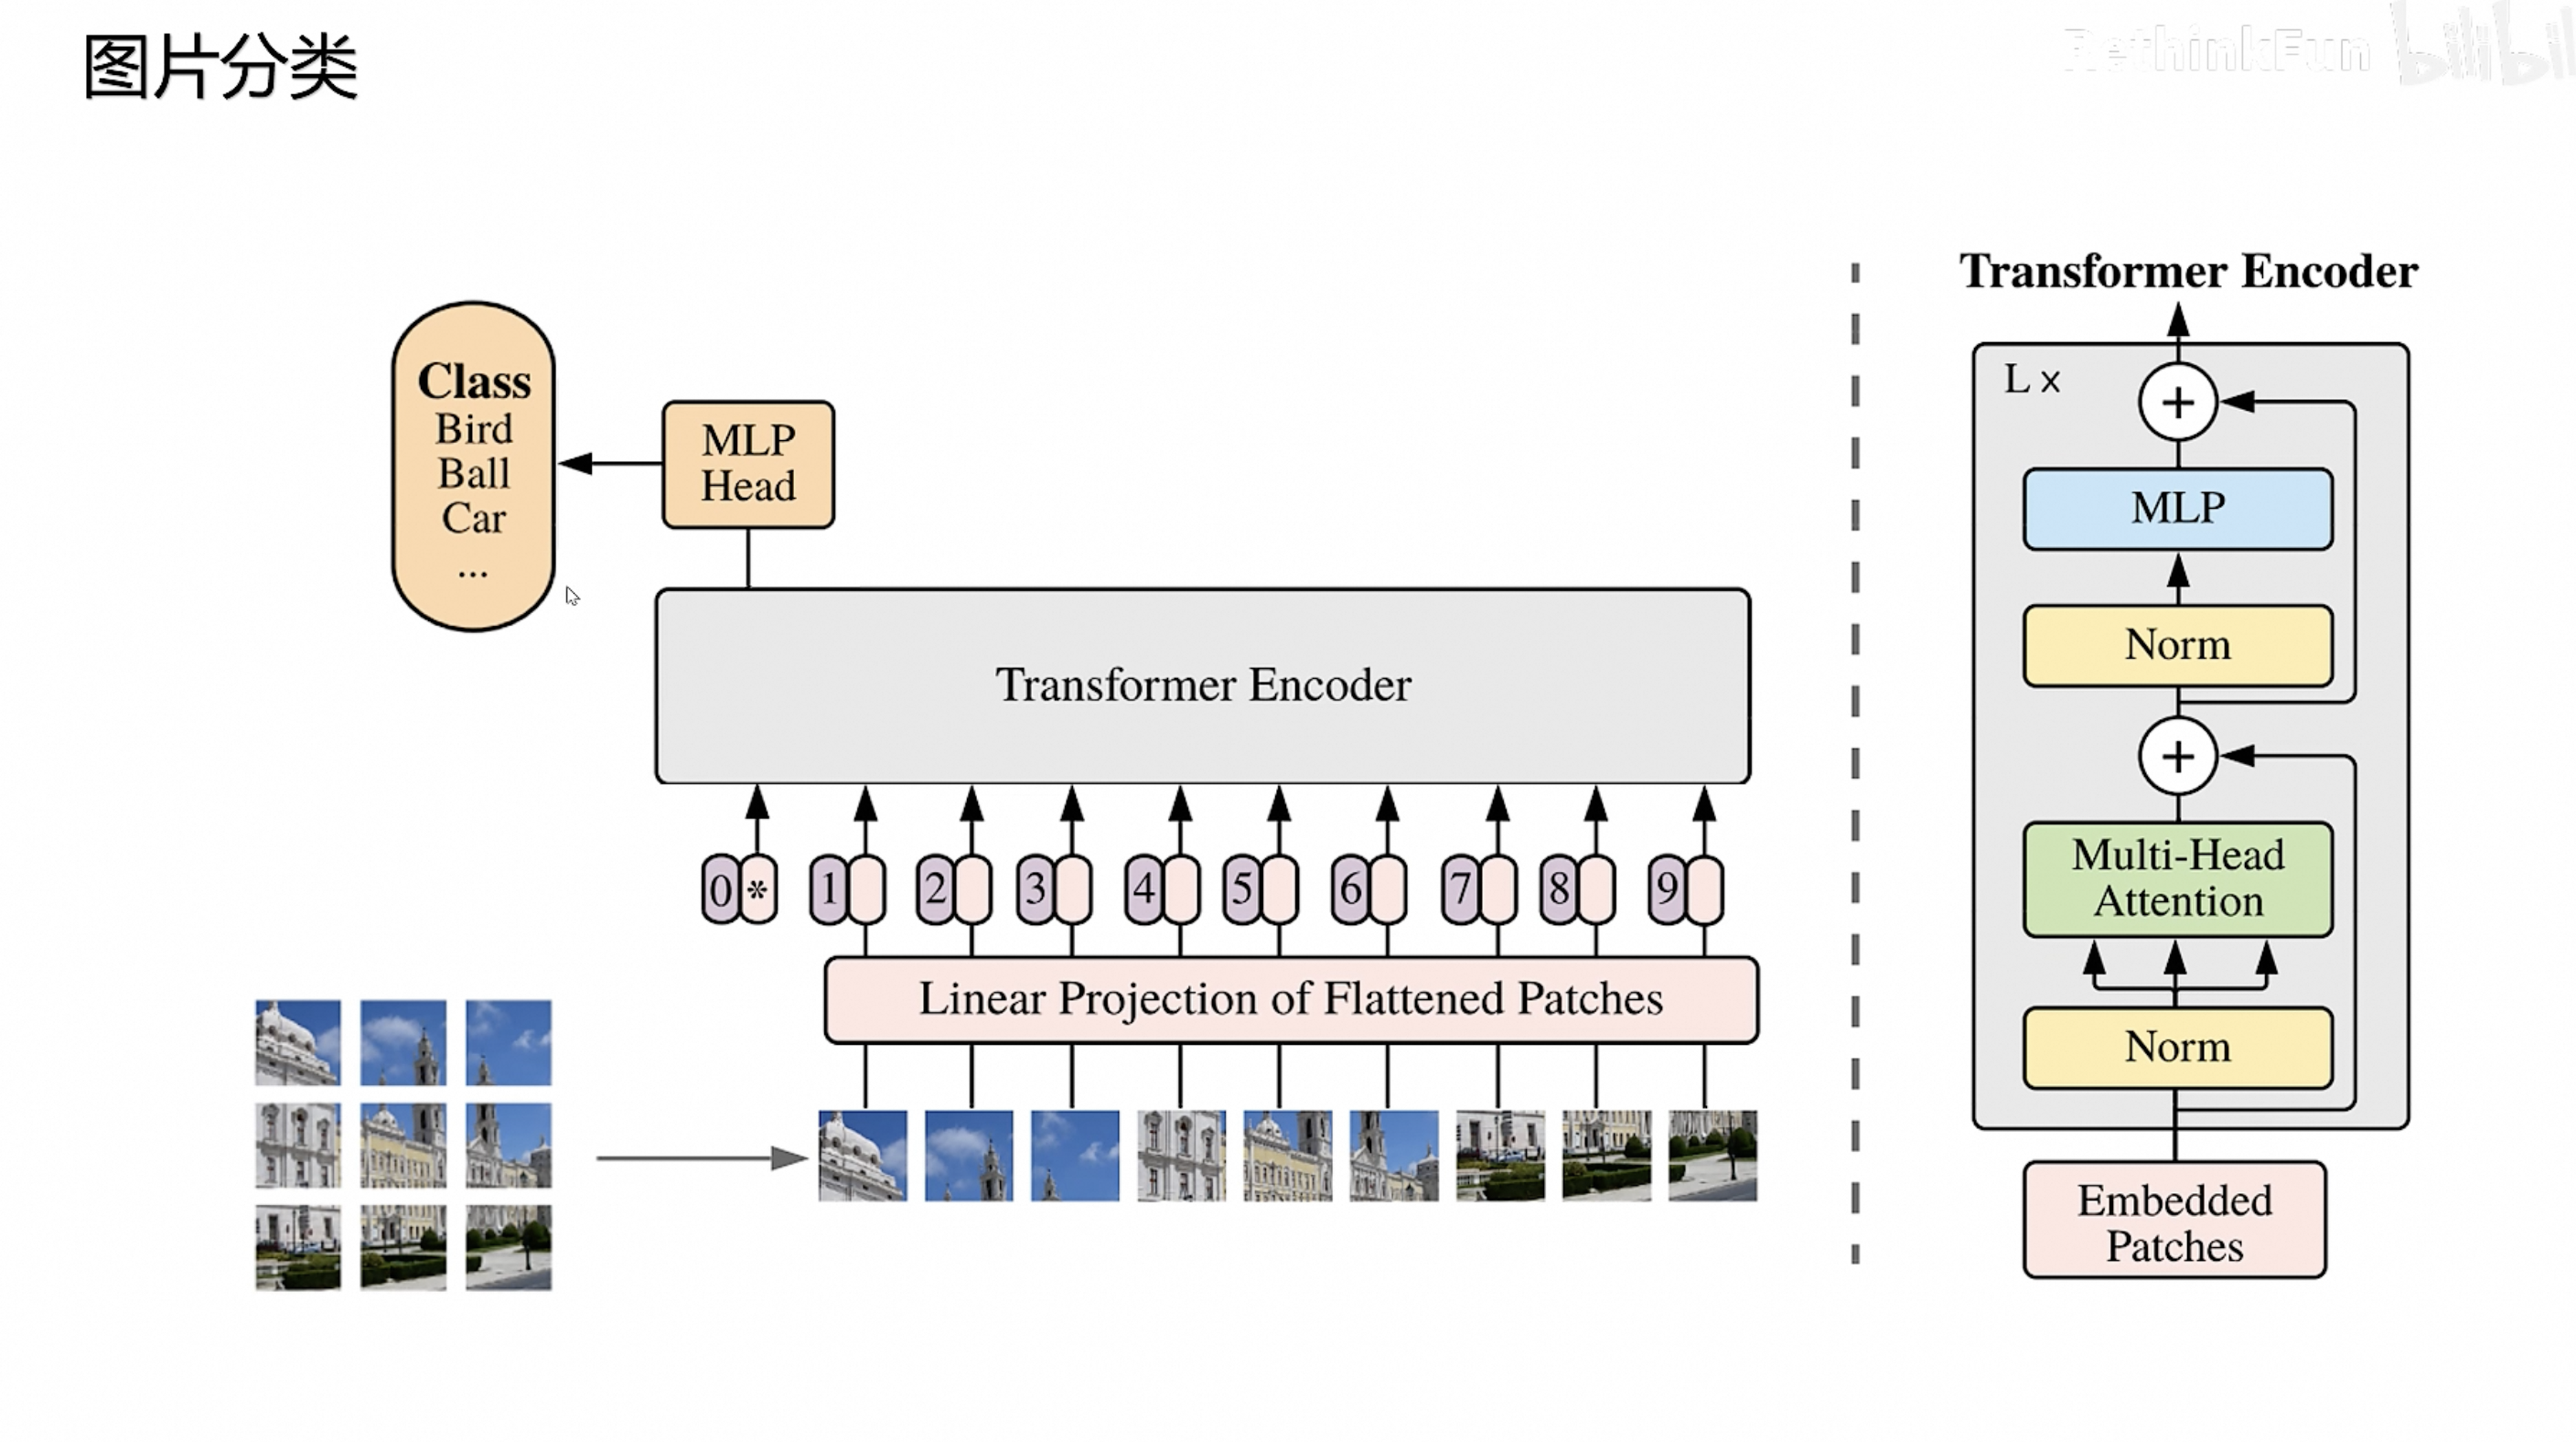 图片分类
RethinkFun bilibili
Transformer Encoder
L ×
+
MLP
Norm
+
Multi-Head
Attention
Norm
Embedded
Patches
Class
Bird
Ball
Car
...
MLP
Head
Transformer Encoder
0 * 1 2 3 4 5 6 7 8 9
Linear Projection of Flattened Patches